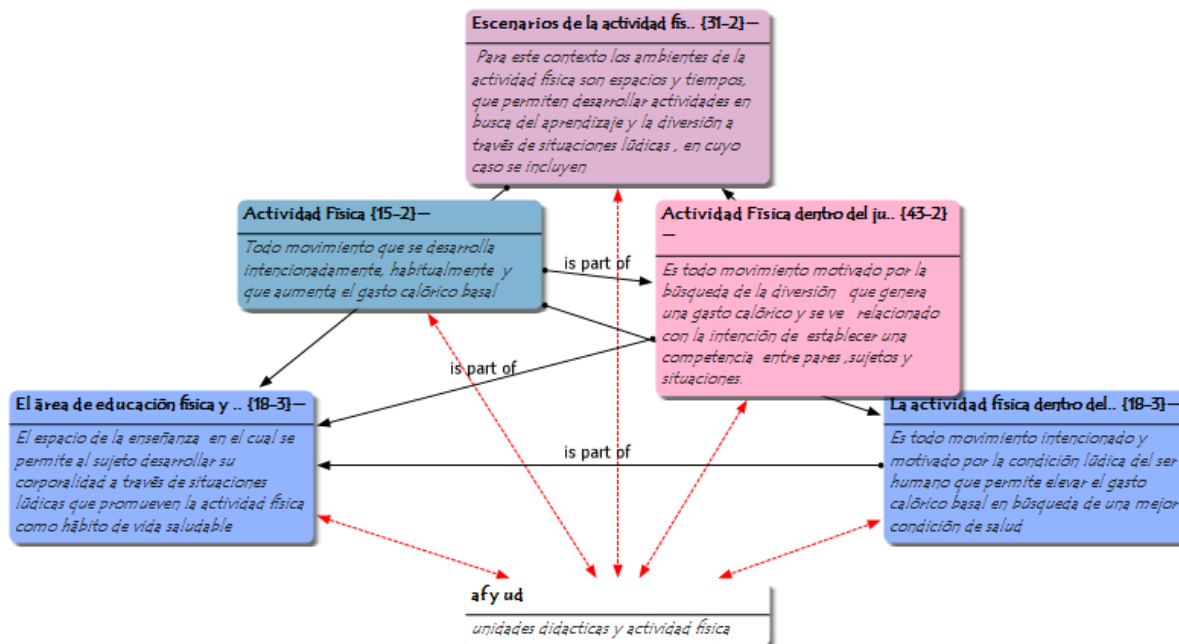 Escenarios de la actividad fís.. {31-2}—
Para este contexto los ambientes de la
actividad física son espacios y tiempos,
que permiten desarrollar actividades en
busca del aprendizaje y la diversión a
través de situaciones lúdicas , en cuyo
caso se incluyen
Actividad Física {15-2}—
Todo movimiento que se desarrolla
intencionadamente, habitualmente y
que aumenta el gasto calórico basal
is part of
Actividad Física dentro del ju.. {43-2}
—
Es todo movimiento motivado por la
búsqueda de la diversión que genera
una gasto calórico y se ve relacionado
con la intención de establecer una
competencia entre pares ,sujetos y
situaciones.
is part of
El área de educación física y .. {18-3}—
El espacio de la enseñanza en el cual se
permite al sujeto desarrollar su
corporalidad a través de situaciones
lúdicas que promueven la actividad física
como hábito de vida saludable
is part of
La actividad física dentro del.. {18-3}—
Es todo movimiento intencionado y
motivado por la condición lúdica del ser
humano que permite elevar el gasto
calórico basal en búsqueda de una mejor
condición de salud
af y ud
unidades didacticas y actividad física